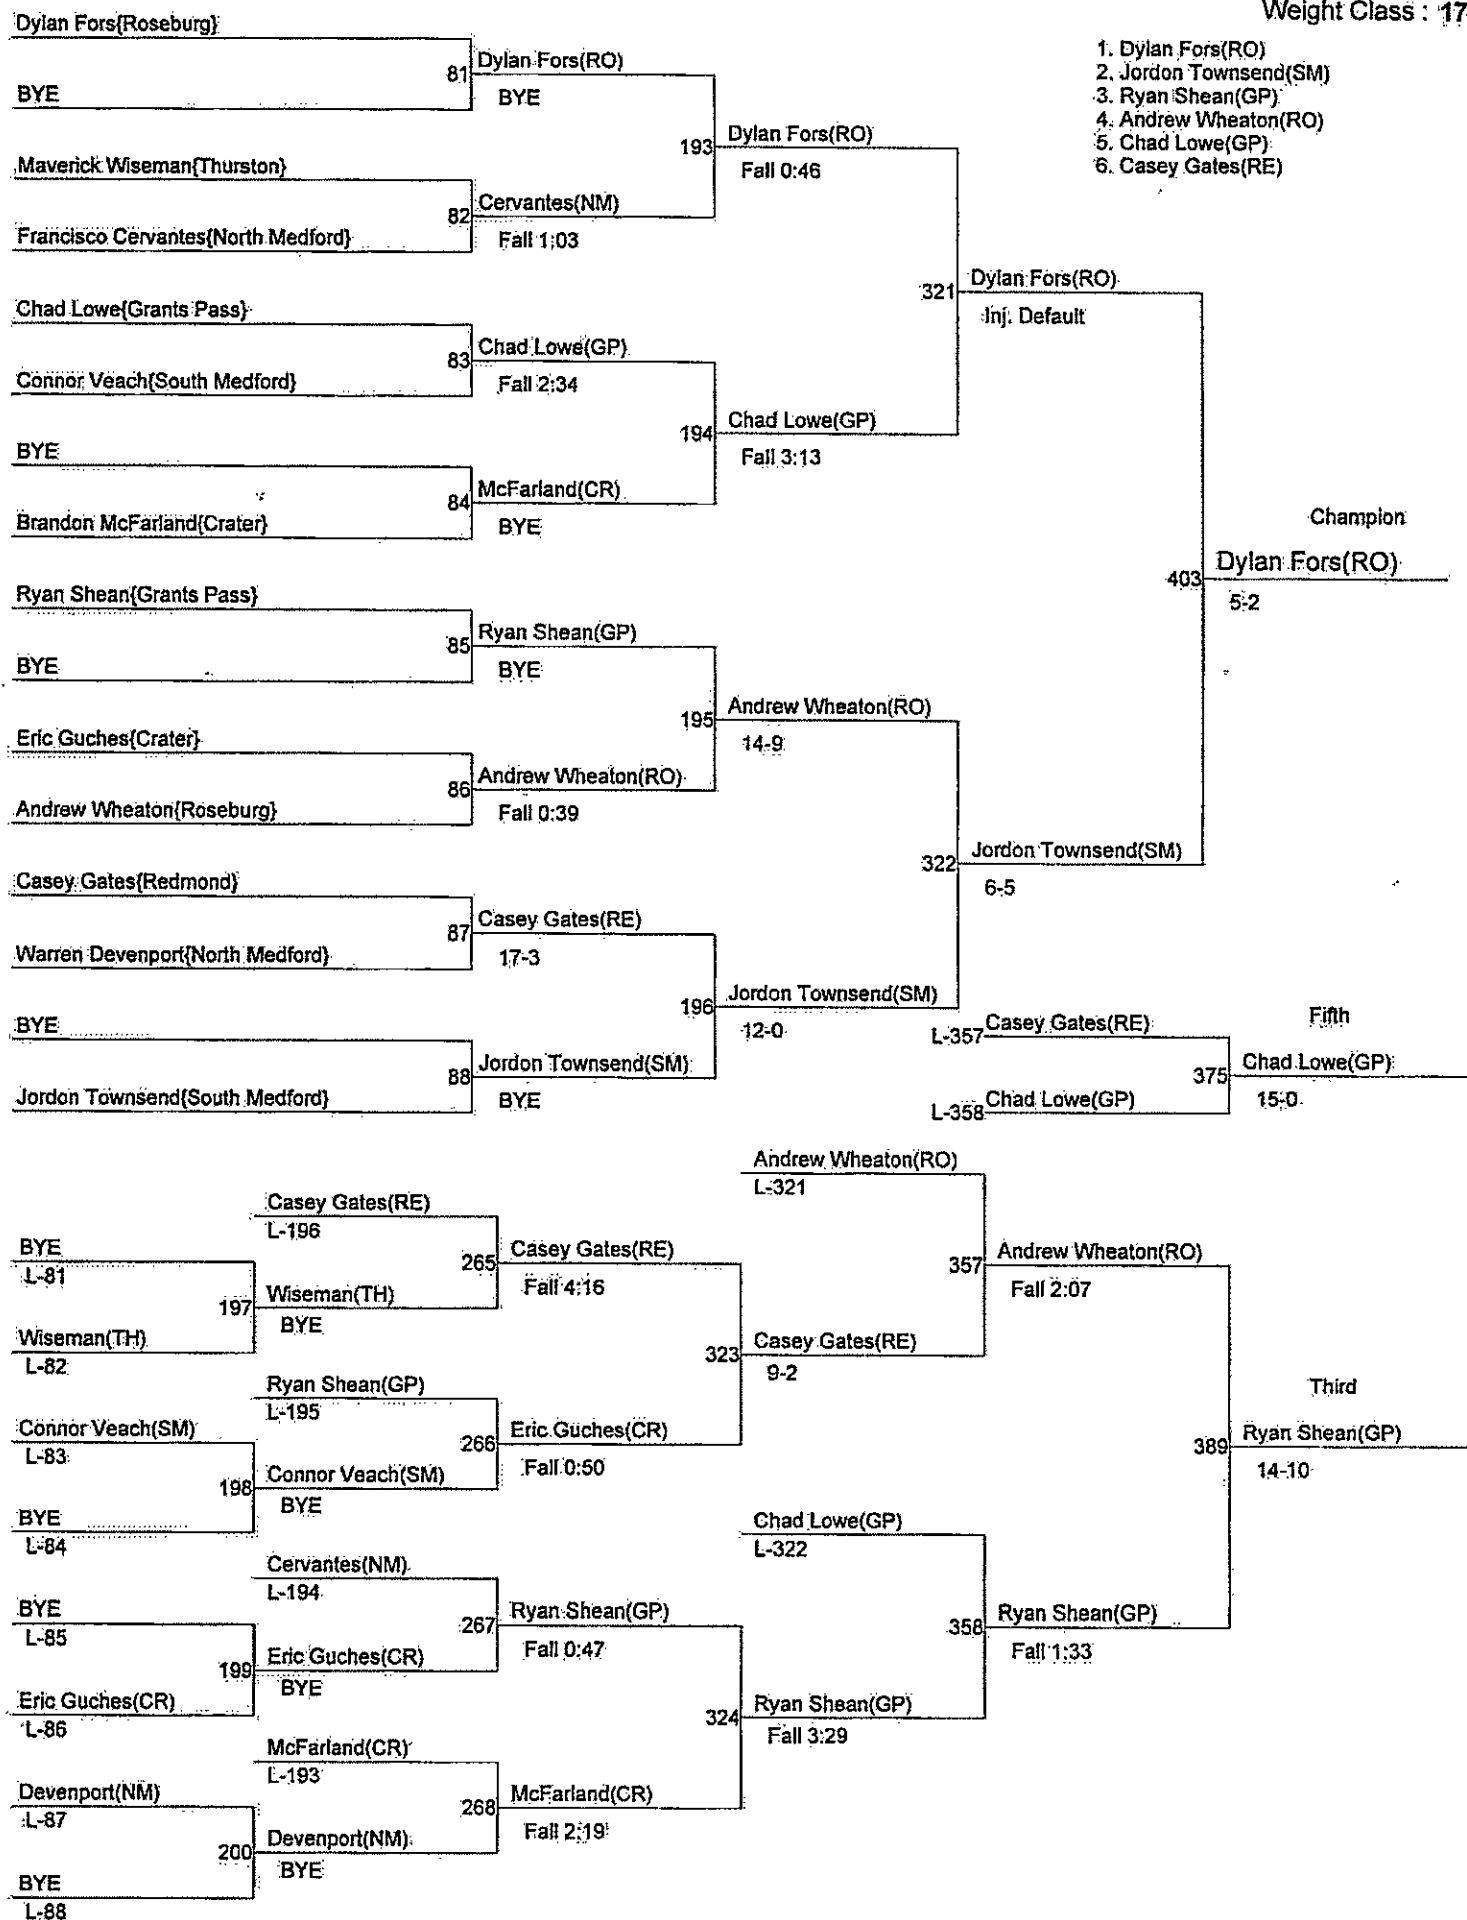 Weight Class : 17
1. Dylan Fors(RO)
2. Jordon Townsend(SM)
3. Ryan Shean(GP)
4. Andrew Wheaton(RO)
5. Chad Lowe(GP)
6. Casey Gates(RE)
Dylan Fors{Roseburg}
81 Dylan Fors(RO)
BYE
BYE
193 Dylan Fors(RO)
Fall 0:46
Maverick Wiseman{Thurston}
82 Cervantes(NM)
Francisco Cervantes{North Medford}
Fall 1:03
321 Dylan Fors(RO)
Inj. Default
Chad Lowe{Grants Pass}
83 Chad Lowe(GP)
Connor Veach{South Medford}
Fall 2:34
194 Chad Lowe(GP)
Fall 3:13
BYE
84 McFarland(CR)
Brandon McFarland{Crater}
BYE
Champion
403 Dylan Fors(RO)
5-2
Ryan Shean{Grants Pass}
85 Ryan Shean(GP)
BYE
BYE
195 Andrew Wheaton(RO)
14-9
Eric Guches{Crater}
86 Andrew Wheaton(RO)
Andrew Wheaton{Roseburg}
Fall 0:39
322 Jordon Townsend(SM)
6-5
Casey Gates{Redmond}
87 Casey Gates(RE)
Warren Devenport{North Medford}
17-3
196 Jordon Townsend(SM)
12-0
BYE
88 Jordon Townsend(SM)
Jordon Townsend{South Medford}
BYE
L-357 Casey Gates(RE)
Fifth
375 Chad Lowe(GP)
15-0
L-358 Chad Lowe(GP)
Andrew Wheaton(RO)
L-321
Casey Gates(RE)
L-196
BYE
L-81
265 Casey Gates(RE)
Fall 4:16
357 Andrew Wheaton(RO)
Fall 2:07
197 Wiseman(TH)
BYE
Wiseman(TH)
L-82
323 Casey Gates(RE)
9-2
Ryan Shean(GP)
L-195
Third
Connor Veach(SM)
L-83
266 Eric Guches(CR)
Fall 0:50
389 Ryan Shean(GP)
14-10
198 Connor Veach(SM)
BYE
BYE
L-84
Chad Lowe(GP)
L-322
Cervantes(NM)
L-194
BYE
L-85
267 Ryan Shean(GP)
Fall 0:47
358 Ryan Shean(GP)
Fall 1:33
199 Eric Guches(CR)
BYE
Eric Guches(CR)
L-86
324 Ryan Shean(GP)
Fall 3:29
McFarland(CR)
L-193
Devenport(NM)
L-87
268 McFarland(CR)
Fall 2:19
200 Devenport(NM)
BYE
BYE
L-88